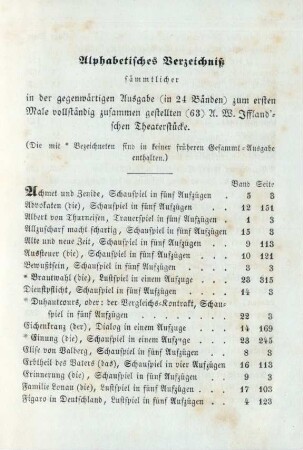 Alphabetisches Verzeichniß
sämmtlicher
in der gegenwärtigen Ausgabe (in 24 Bänden) zum ersten
Male vollständig zusammen gestellten (63) A. W. Iffland'-
schen Theaterstücke.
(Die mit * Bezeichneten sind in keiner früheren Gesammt-Ausgabe
enthalten.)
Band Seite
Achmet und Zenide, Schauspiel in fünf Aufzügen . 5 3
Advokaten (die), Schauspiel in fünf Aufzügen . . 12 151
Albert von Thurneisen, Trauerspiel in fünf Aufzügen . 1 3
Allzuscharf macht schartig, Schauspiel in fünf Aufzügen 15 3
Alte und neue Zeit, Schauspiel in fünf Aufzügen . 9 113
Aussteuer (die), Schauspiel in fünf Aufzügen . . 10 121
Bewußtsein, Schauspiel in fünf Aufzügen . . . 3 3
* Brautwahl (die), Lustspiel in einem Aufzuge . . 23 315
Dienstpflicht, Schauspiel in fünf Aufzügen . . . 14 3
* Duhautcours, oder: der Vergleichs-Kontrakt, Schau-
spiel in fünf Aufzügen . . . . . 22 3
Eichenkranz (der), Dialog in einem Aufzuge . . 14 169
* Einung (die), Schauspiel in einem Aufzuge . . . 23 245
Elise von Valberg, Schauspiel in fünf Aufzügen . . 8 3
Erbtheil des Vaters (das), Schauspiel in vier Aufzügen 16 113
Erinnerung (die), Schauspiel in fünf Aufzügen . . 9 3
Familie Lonau (die), Lustspiel in fünf Aufzügen . 17 103
Figaro in Deutschland, Lustspiel in fünf Aufzügen . 4 123